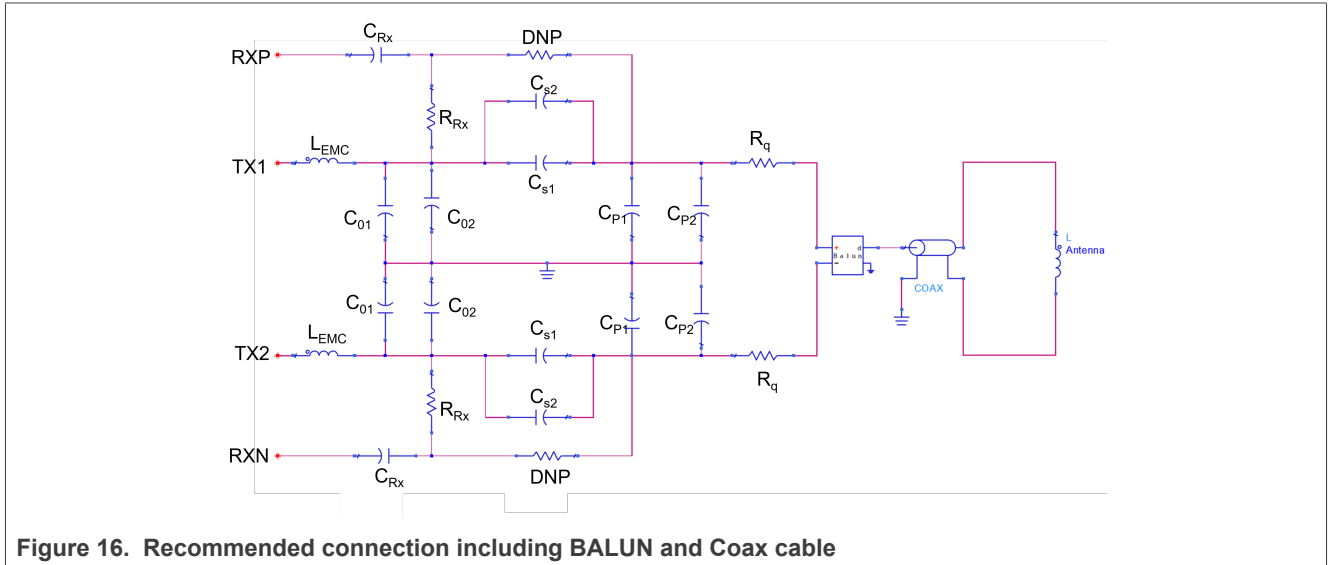 C_Rx
DNP
RXP
C_s2
R_Rx
L_EMC
R_q
TX1
C_s1
C_01
C_02
C_P1
C_P2
+ d
Balun
-
L
Antenna
COAX
C_01
C_02
C_s1
C_P1
C_P2
L_EMC
TX2
R_q
C_s2
R_Rx
RXN
C_Rx
DNP
Figure 16. Recommended connection including BALUN and Coax cable